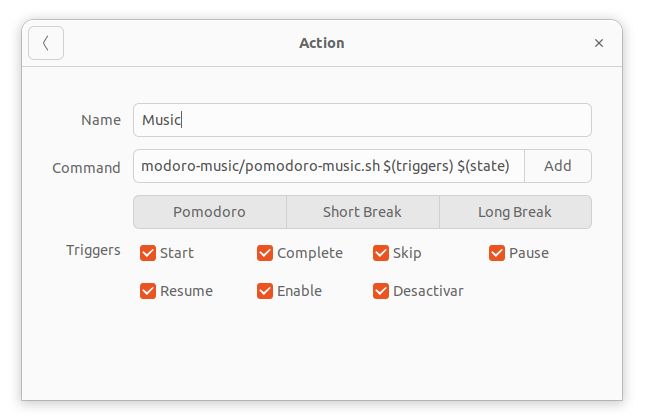 Action
Name Music
Command modoro-music/pomodoro-music.sh $(triggers) $(state) Add
Pomodoro Short Break Long Break
Triggers Start Complete Skip Pause
Resume Enable Desactivar